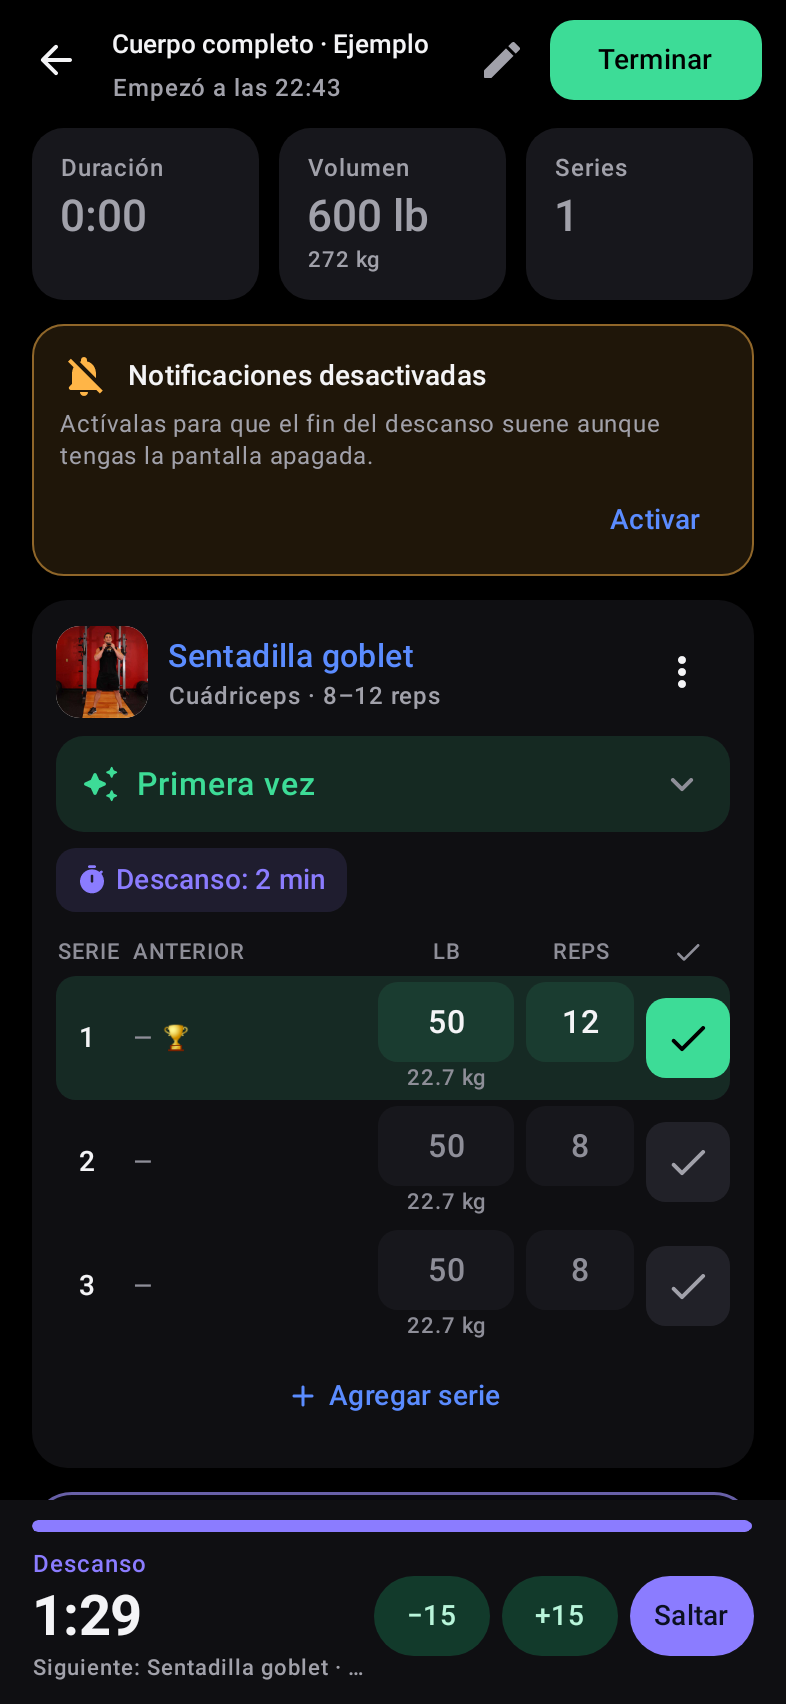 Cuerpo completo · Ejemplo
Empezó a las 22:43
Terminar
Duración
0:00
Volumen
600 lb
272 kg
Series
1
Notificaciones desactivadas
Actívalas para que el fin del descanso suene aunque
tengas la pantalla apagada.
Activar
Sentadilla goblet
Cuádriceps · 8–12 reps
Primera vez
Descanso: 2 min
SERIE ANTERIOR LB REPS
1 – 50 12
22.7 kg
2 – 50 8
22.7 kg
3 – 50 8
22.7 kg
+ Agregar serie
Descanso
1:29
−15 +15 Saltar
Siguiente: Sentadilla goblet · …